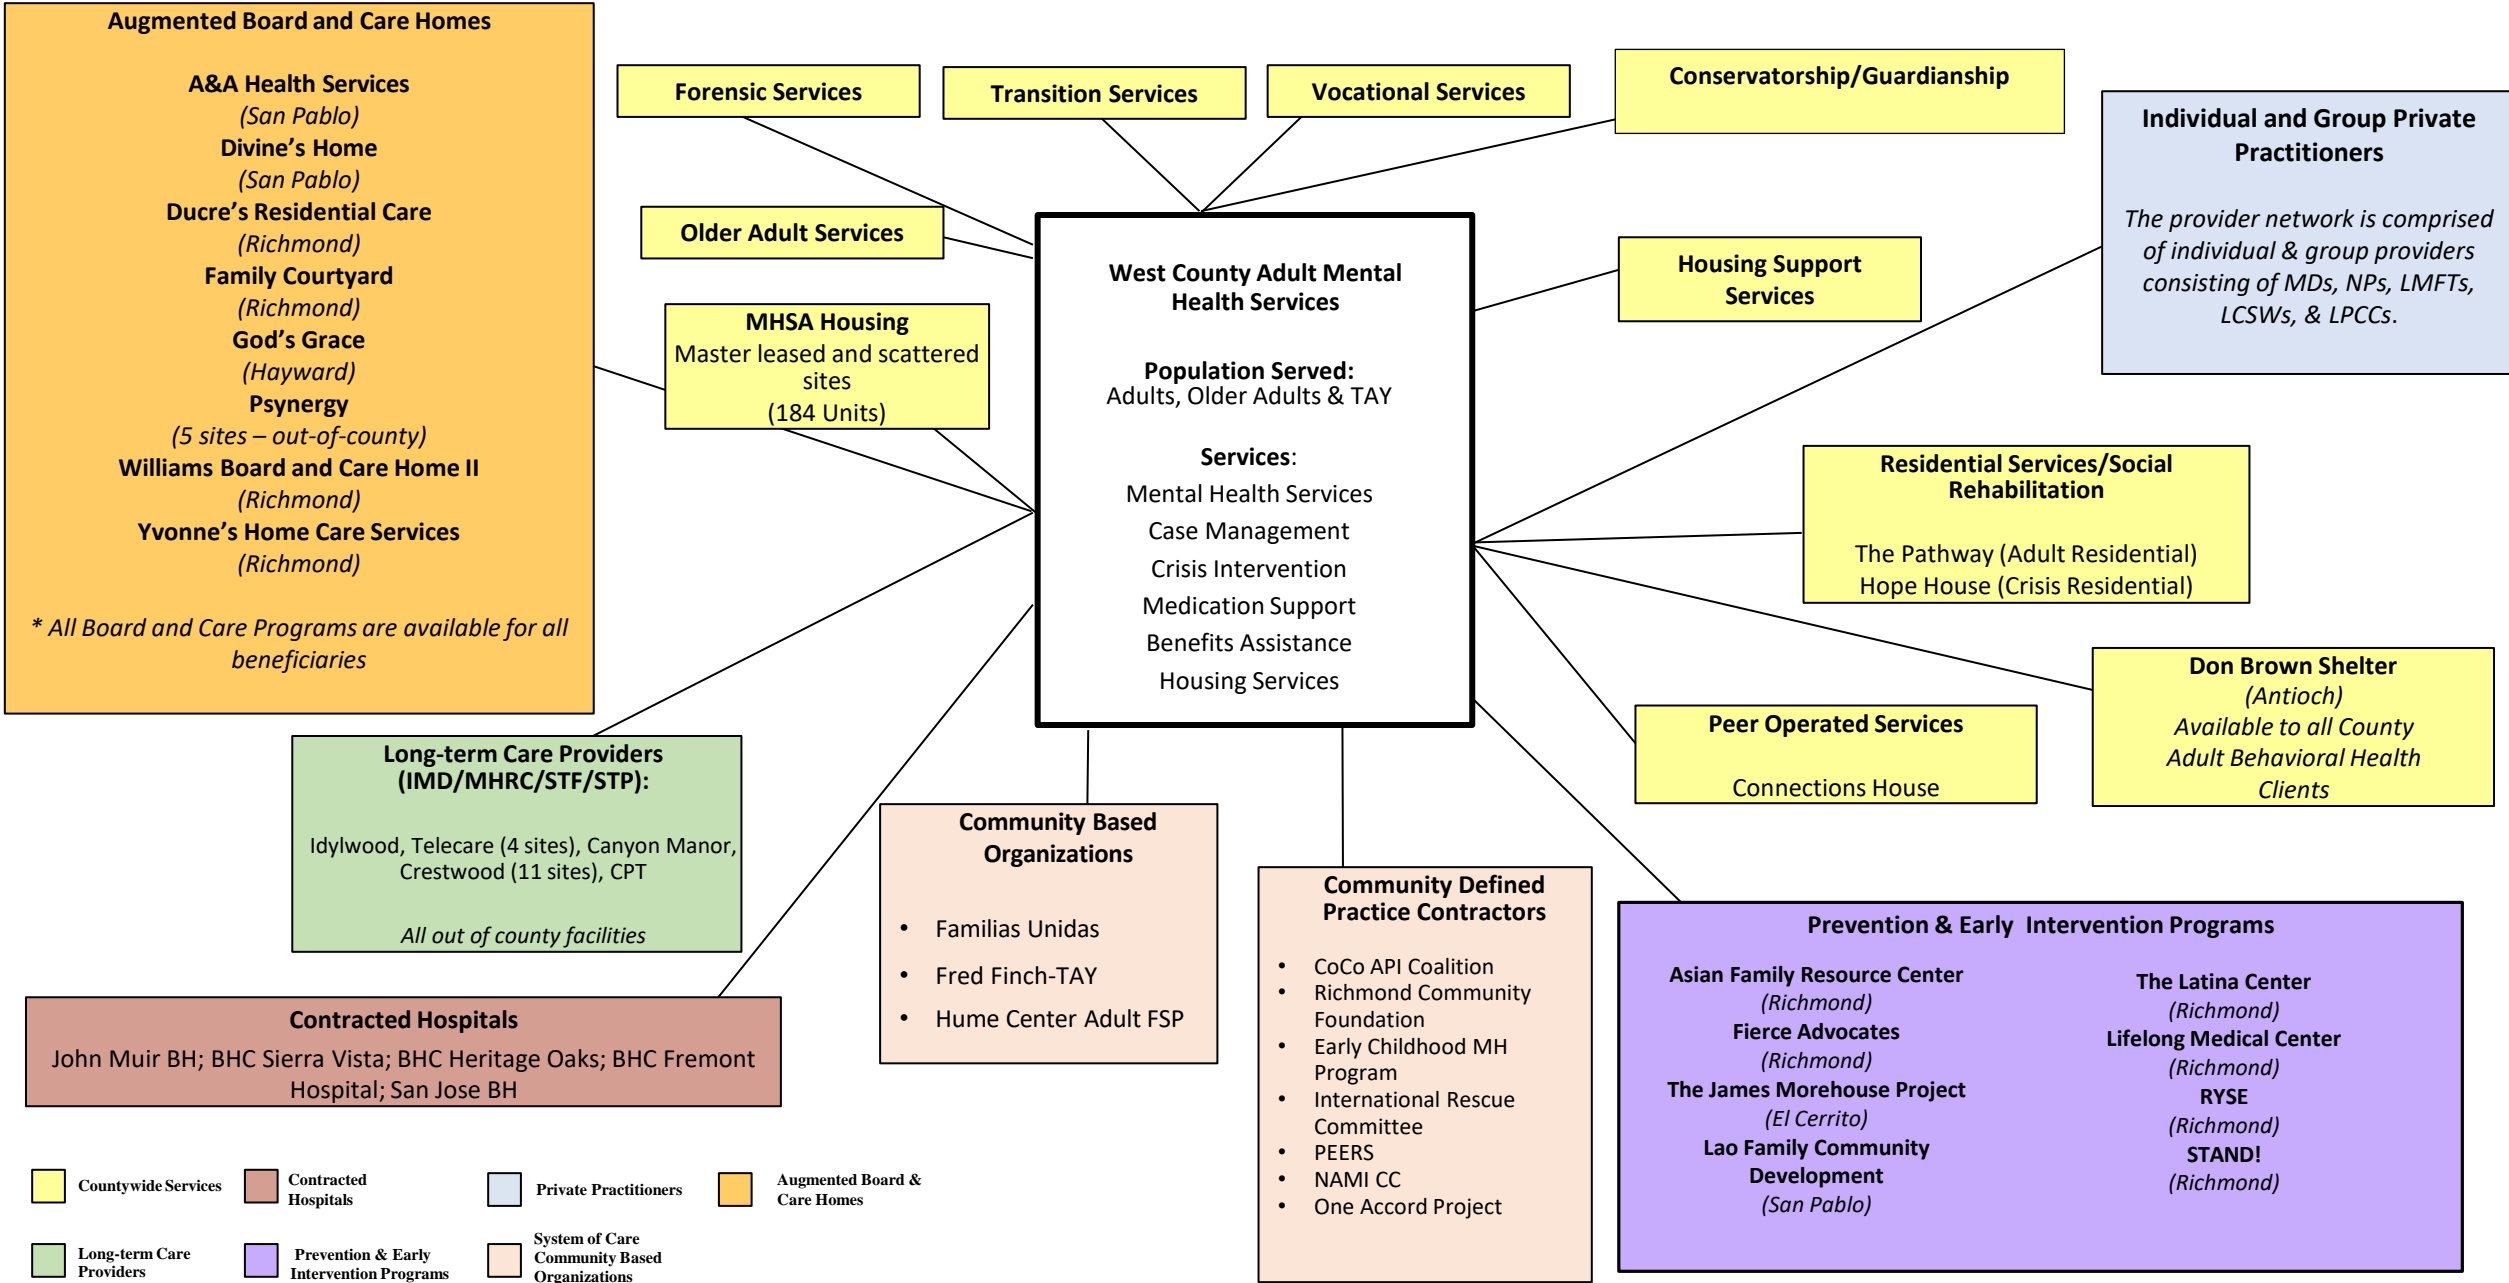 Augmented Board and Care Homes
A&A Health Services
(San Pablo)
Divine’s Home
(San Pablo)
Ducre’s Residential Care
(Richmond)
Family Courtyard
(Richmond)
God’s Grace
(Hayward)
Psynergy
(5 sites – out-of-county)
Williams Board and Care Home II
(Richmond)
Yvonne’s Home Care Services
(Richmond)
* All Board and Care Programs are available for all
beneficiaries
Forensic Services
Transition Services
Vocational Services
Conservatorship/Guardianship
Individual and Group Private
Practitioners
The provider network is comprised
of individual & group providers
consisting of MDs, NPs, LMFTs,
LCSWs, & LPCCs.
Older Adult Services
MHSA Housing
Master leased and scattered
sites
(184 Units)
West County Adult Mental
Health Services
Population Served:
Adults, Older Adults & TAY
Services:
Mental Health Services
Case Management
Crisis Intervention
Medication Support
Benefits Assistance
Housing Services
Housing Support
Services
Residential Services/Social
Rehabilitation
The Pathway (Adult Residential)
Hope House (Crisis Residential)
Don Brown Shelter
(Antioch)
Available to all County
Adult Behavioral Health
Clients
Peer Operated Services
Connections House
Long-term Care Providers
(IMD/MHRC/STF/STP):
Idylwood, Telecare (4 sites), Canyon Manor,
Crestwood (11 sites), CPT
All out of county facilities
Contracted Hospitals
John Muir BH; BHC Sierra Vista; BHC Heritage Oaks; BHC Fremont
Hospital; San Jose BH
Community Based
Organizations
• Familias Unidas
• Fred Finch-TAY
• Hume Center Adult FSP
Community Defined
Practice Contractors
• CoCo API Coalition
• Richmond Community
Foundation
• Early Childhood MH
Program
• International Rescue
Committee
• PEERS
• NAMI CC
• One Accord Project
Prevention & Early Intervention Programs
Asian Family Resource Center
(Richmond)
Fierce Advocates
(Richmond)
The James Morehouse Project
(El Cerrito)
Lao Family Community
Development
(San Pablo)
The Latina Center
(Richmond)
Lifelong Medical Center
(Richmond)
RYSE
(Richmond)
STAND!
(Richmond)
Countywide Services
Contracted
Hospitals
Private Practitioners
Augmented Board &
Care Homes
Long-term Care
Providers
Prevention & Early
Intervention Programs
System of Care
Community Based
Organizations